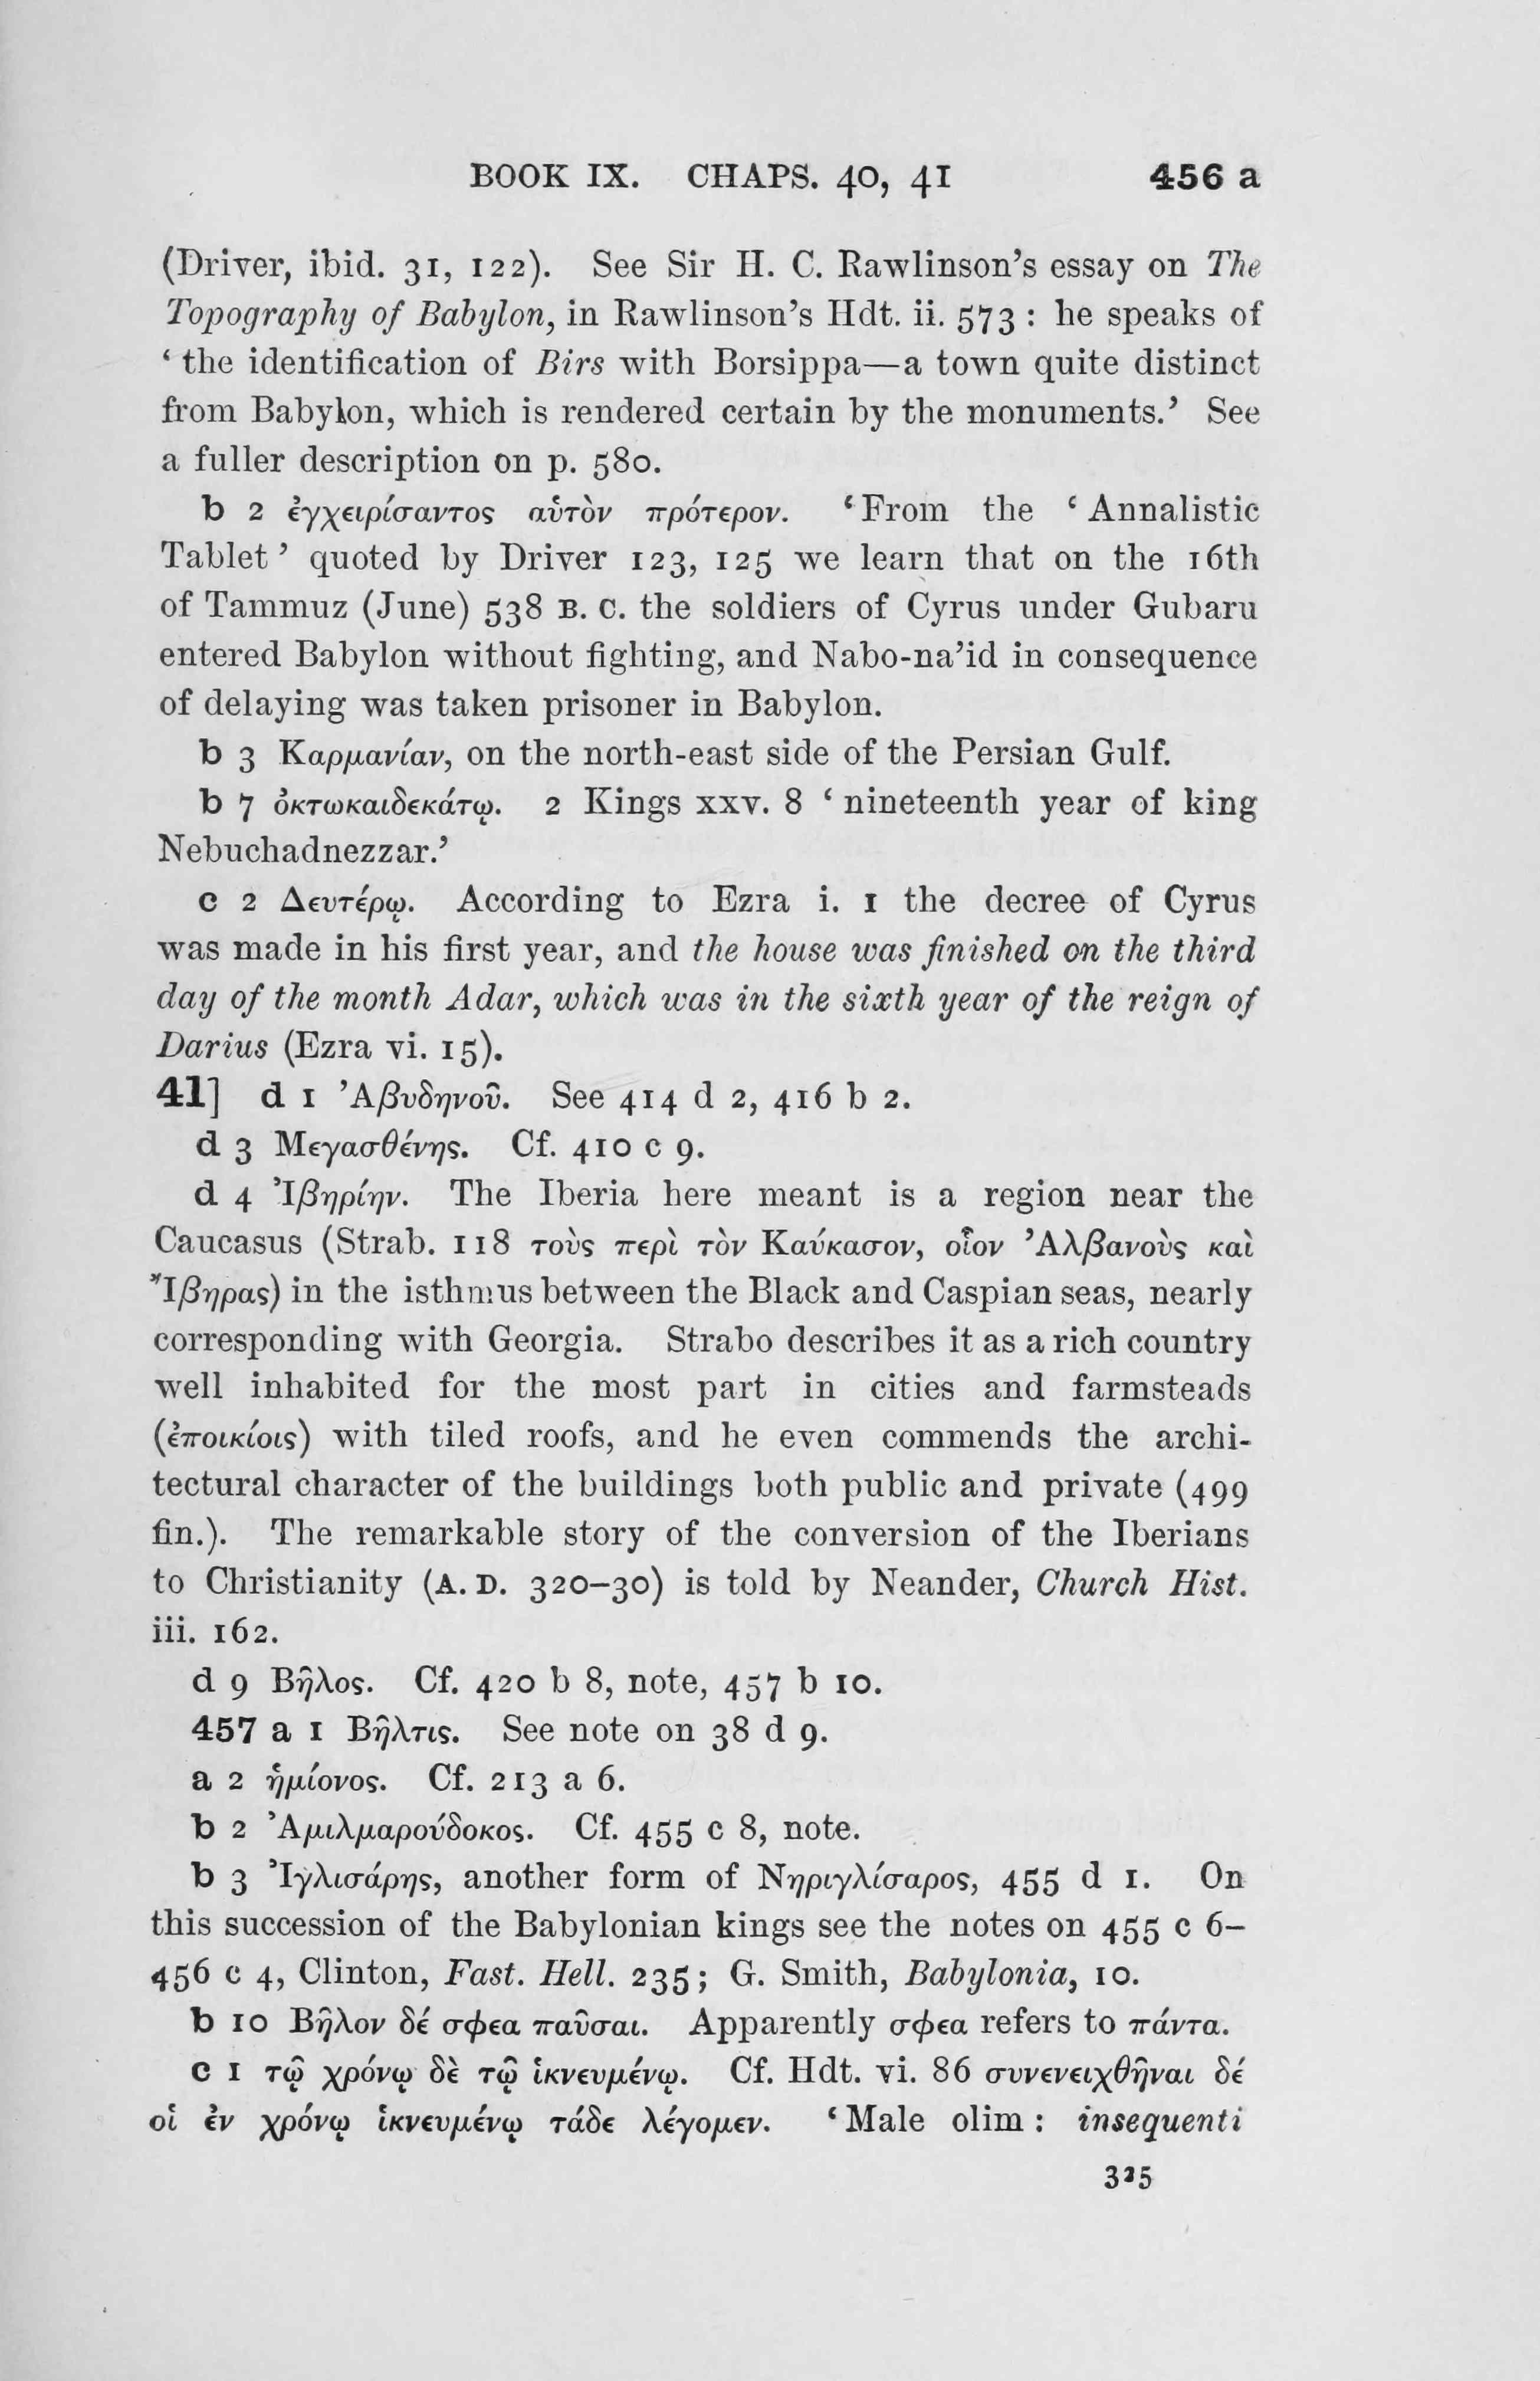 BOOK IX. CHAPS. 40, 41 456 a
(Driver, ibid. 31, 122). See Sir H. C. Rawlinson's essay on The
Topography of Babylon, in Rawlinson's Hdt. ii. 573 : he speaks of
‘ the identification of Birs with Borsippa—a town quite distinct
from Babylon, which is rendered certain by the monuments.’ See
a fuller description on p. 580.
b 2 ἐγχειρίσαντος αὑτὸν πρότερον. ‘From the ‘ Annalistic
Tablet ’ quoted by Driver 123, 125 we learn that on the 16th
of Tammuz (June) 538 B. C. the soldiers of Cyrus under Gubaru
entered Babylon without fighting, and Nabo-na’id in consequence
of delaying was taken prisoner in Babylon.
b 3 Καρμανίαν, on the north-east side of the Persian Gulf.
b 7 ὀκτωκαιδεκάτῳ. 2 Kings xxv. 8 ‘ nineteenth year of king
Nebuchadnezzar.’
c 2 Δευτέρῳ. According to Ezra i. 1 the decree of Cyrus
was made in his first year, and the house was finished on the third
day of the month Adar, which was in the sixth year of the reign of
Darius (Ezra vi. 15).
41] d 1 Ἀβυδηνοῦ. See 414 d 2, 416 b 2.
d 3 Μεγασθένης. Cf. 410 c 9.
d 4 Ἰβηρίην. The Iberia here meant is a region near the
Caucasus (Strab. 118 τοὺς περὶ τὸν Καύκασον, οἷον Ἀλβανοὺς καὶ
Ἴβηρας) in the isthmus between the Black and Caspian seas, nearly
corresponding with Georgia. Strabo describes it as a rich country
well inhabited for the most part in cities and farmsteads
(ἐποικίοις) with tiled roofs, and he even commends the archi-
tectural character of the buildings both public and private (499
fin.). The remarkable story of the conversion of the Iberians
to Christianity (A. D. 320–30) is told by Neander, Church Hist.
iii. 162.
d 9 Βῆλος. Cf. 420 b 8, note, 457 b 10.
457 a 1 Βῆλτις. See note on 38 d 9.
a 2 ἡμίονος. Cf. 213 a 6.
b 2 Ἀμιλμαρούδοκος. Cf. 455 c 8, note.
b 3 Ἰγλισάρης, another form of Νηριγλίσαρος, 455 d 1. On
this succession of the Babylonian kings see the notes on 455 c 6–
456 c 4, Clinton, Fast. Hell. 235; G. Smith, Babylonia, 10.
b 10 Βῆλον δέ σφεα παῦσαι. Apparently σφεα refers to πάντα.
c 1 τῷ χρόνῳ δὲ τῷ ἱκνευμένῳ. Cf. Hdt. vi. 86 συνενειχθῆναι δέ
οἱ ἐν χρόνῳ ἱκνευμένῳ τάδε λέγομεν. ‘Male olim : insequenti
325